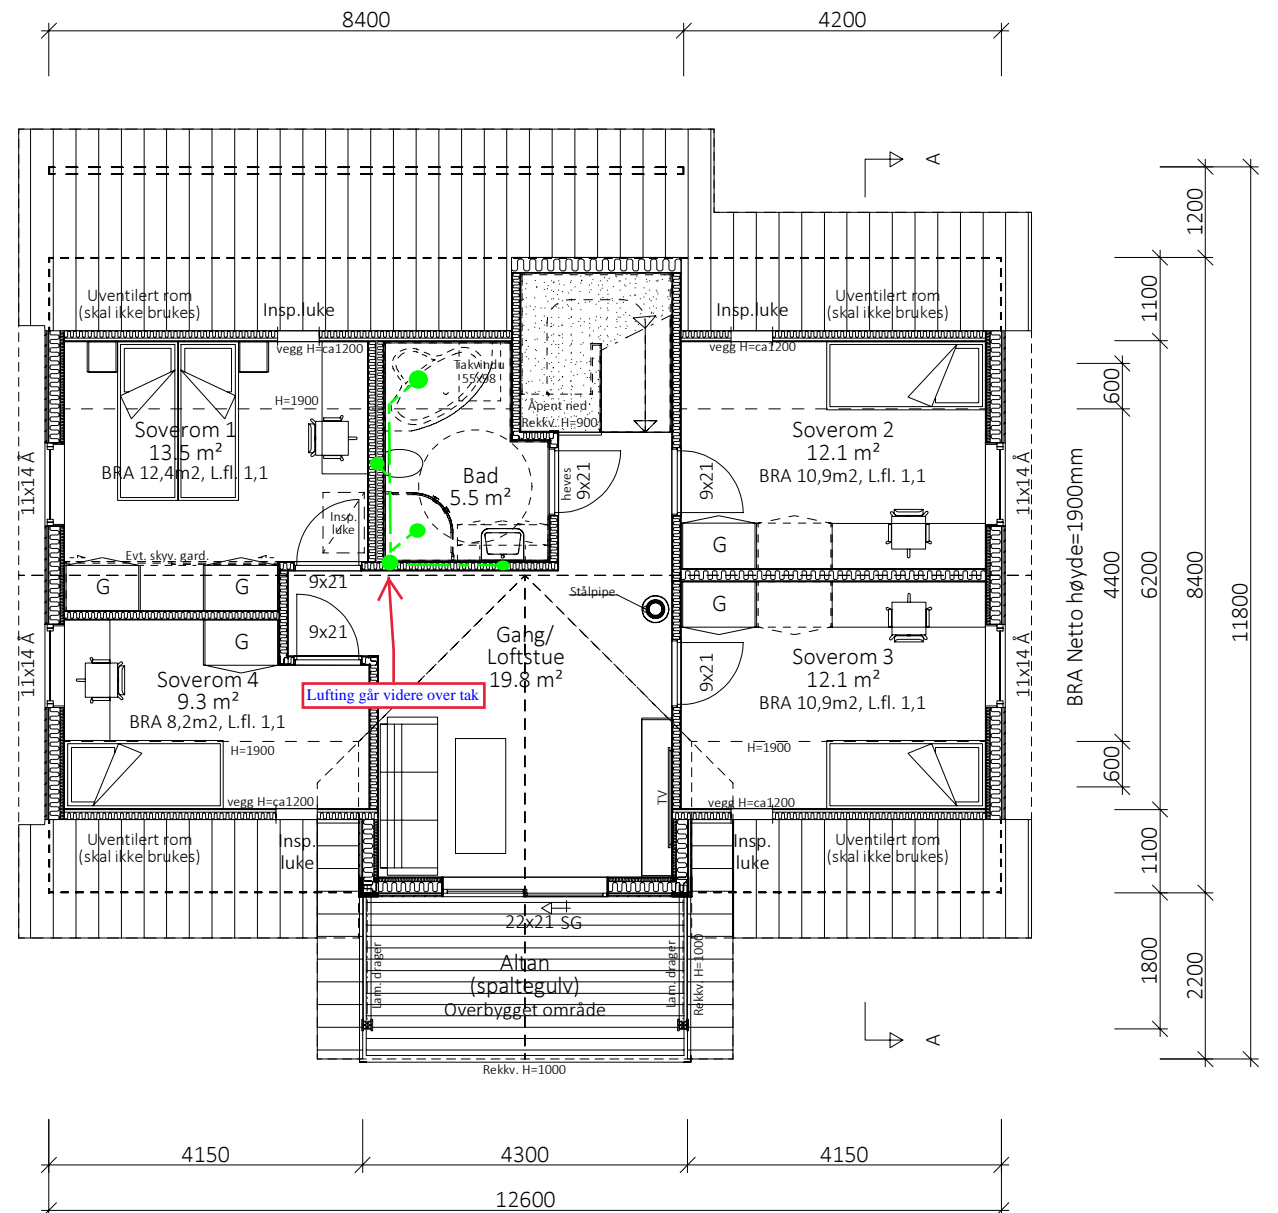 8400
4200
A
1200
Uventilert rom
(skal ikke brukes)
Insp.luke
Insp.luke
Uventilert rom
(skal ikke brukes)
1100
vegg H=ca1200
Takvindu
55x98
vegg H=ca1200
600
H=1900
Åpent ned
Rekkv. H=900
Soverom 1
13.5 m²
BRA 12,4m2, L.fl. 1,1
Bad
5.5 m²
heves
9x21
9x21
Soverom 2
12.1 m²
BRA 10,9m2, L.fl. 1,1
11x14 Å
11x14 Å
Insp.
luke
G
Evt. skyv. gard.
G
G
9x21
Stålpipe
G
BRA Netto høyde=1900mm
4400
6200
8400
11800
9x21
Gang/
Loftstue
19.8 m²
G
11x14 Å
Soverom 4
9.3 m²
BRA 8,2m2, L.fl. 1,1
Lufting går videre over tak
9x21
Soverom 3
12.1 m²
BRA 10,9m2, L.fl. 1,1
11x14 Å
H=1900
H=1900
600
vegg H=ca1200
TV
vegg H=ca1200
Uventilert rom
(skal ikke brukes)
Insp.
luke
Insp.
luke
Uventilert rom
(skal ikke brukes)
1100
22x21 SG
Lam. drager
Altan
(spaltegulv)
Overbygget område
Lam. drager
Rekkv. H=1000
1800
2200
A
Rekkv. H=1000
4150
4300
4150
12600